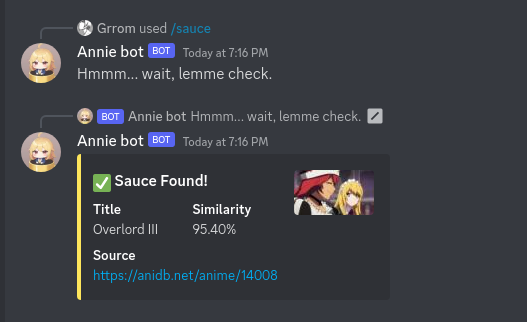 Grrom used /sauce
Annie bot BOT Today at 7:16 PM
Hmmm... wait, lemme check.
BOT Annie bot Hmmm... wait, lemme check.
Annie bot BOT Today at 7:16 PM
✅ Sauce Found!
Title Similarity
Overlord III 95.40%
Source
https://anidb.net/anime/14008